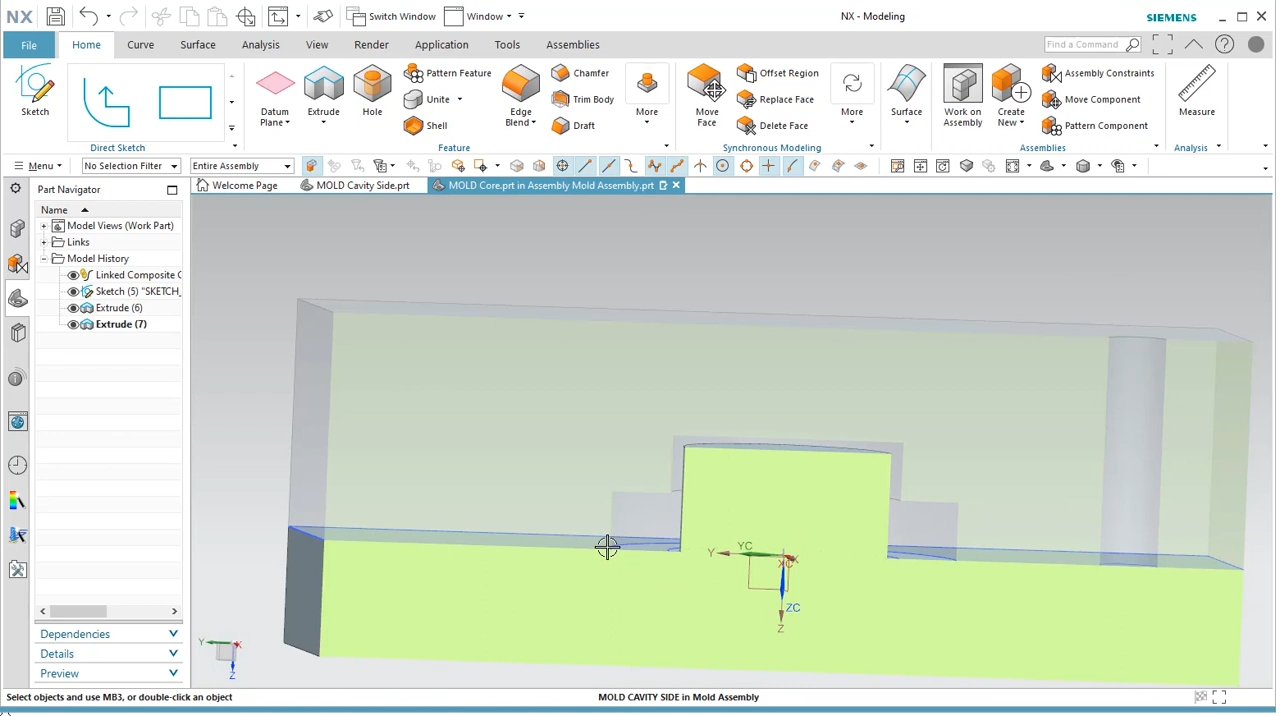 NX
Switch Window
Window
NX - Modeling
SIEMENS
File
Home
Curve
Surface
Analysis
View
Render
Application
Tools
Assemblies
Find a Command
Sketch
Direct Sketch
Datum
Plane
Extrude
Hole
Pattern Feature
Unite
Shell
Edge
Blend
Chamfer
Trim Body
Draft
More
Feature
Move
Face
Offset Region
Replace Face
Delete Face
More
Synchronous Modeling
Surface
Work on
Assembly
Create
New
Assembly Constraints
Move Component
Pattern Component
Assemblies
Measure
Analysis
Menu
No Selection Filter
Entire Assembly
Part Navigator
Welcome Page
MOLD Cavity Side.prt
MOLD Core.prt in Assembly Mold Assembly.prt
Name
Model Views (Work Part)
Links
Model History
Linked Composite C
Sketch (5) "SKETCH_
Extrude (6)
Extrude (7)
YC
Y
X
XC
ZC
Z
Y
X
Z
Dependencies
Details
Preview
Select objects and use MB3, or double-click an object
MOLD CAVITY SIDE in Mold Assembly